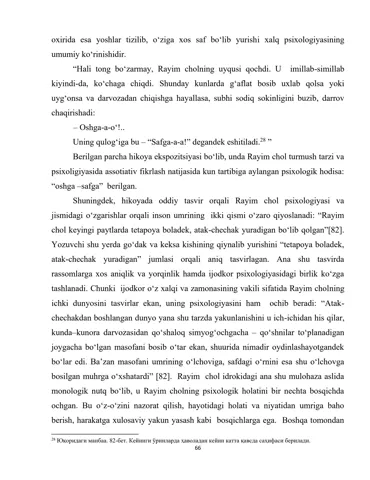 oxirida esa yoshlar tizilib, o‘ziga xos saf bo‘lib yurishi xalq psixologiyasining
umumiy ko‘rinishidir.
“Hali tong bo‘zarmay, Rayim cholning uyqusi qochdi. U imillab-simillab
kiyindi-da, ko‘chaga chiqdi. Shunday kunlarda g‘aflat bosib uxlab qolsa yoki
uyg‘onsa va darvozadan chiqishga hayallasa, subhi sodiq sokinligini buzib, darrov
chaqirishadi:
– Oshga-a-o‘!..
Uning qulog‘iga bu – “Safga-a-a!” degandek eshitiladi.28 ”
Berilgan parcha hikoya ekspozitsiyasi bo‘lib, unda Rayim chol turmush tarzi va
psixoligiyasida assotiativ fikrlash natijasida kun tartibiga aylangan psixologik hodisa:
“oshga –safga” berilgan.
Shuningdek, hikoyada oddiy tasvir orqali Rayim chol psixologiyasi va
jismidagi o‘zgarishlar orqali inson umrining ikki qismi o‘zaro qiyoslanadi: “Rayim
chol keyingi paytlarda tetapoya boladek, atak-chechak yuradigan bo‘lib qolgan”[82].
Yozuvchi shu yerda go‘dak va keksa kishining qiynalib yurishini “tetapoya boladek,
atak-chechak yuradigan” jumlasi orqali aniq tasvirlagan. Ana shu tasvirda
rassomlarga xos aniqlik va yorqinlik hamda ijodkor psixologiyasidagi birlik ko‘zga
tashlanadi. Chunki ijodkor o‘z xalqi va zamonasining vakili sifatida Rayim cholning
ichki dunyosini tasvirlar ekan, uning psixologiyasini ham ochib beradi: “Atak-
chechakdan boshlangan dunyo yana shu tarzda yakunlanishini u ich-ichidan his qilar,
kunda–kunora darvozasidan qo‘shaloq simyog‘ochgacha – qo‘shnilar to‘planadigan
joygacha bo‘lgan masofani bosib o‘tar ekan, shuurida nimadir oydinlashayotgandek
bo‘lar edi. Ba’zan masofani umrining o‘lchoviga, safdagi o‘rnini esa shu o‘lchovga
bosilgan muhrga o‘xshatardi” [82]. Rayim chol idrokidagi ana shu mulohaza aslida
monologik nutq bo‘lib, u Rayim cholning psixologik holatini bir nechta bosqichda
ochgan. Bu o‘z-o‘zini nazorat qilish, hayotidagi holati va niyatidan umriga baho
berish, harakatga xulosaviy yakun yasash kabi bosqichlarga ega. Boshqa tomondan
28 Юқоридаги манбаа. 82-бет. Кейинги ўринларда ҳаволадан кейин катта қавсда саҳифаси берилади.
66